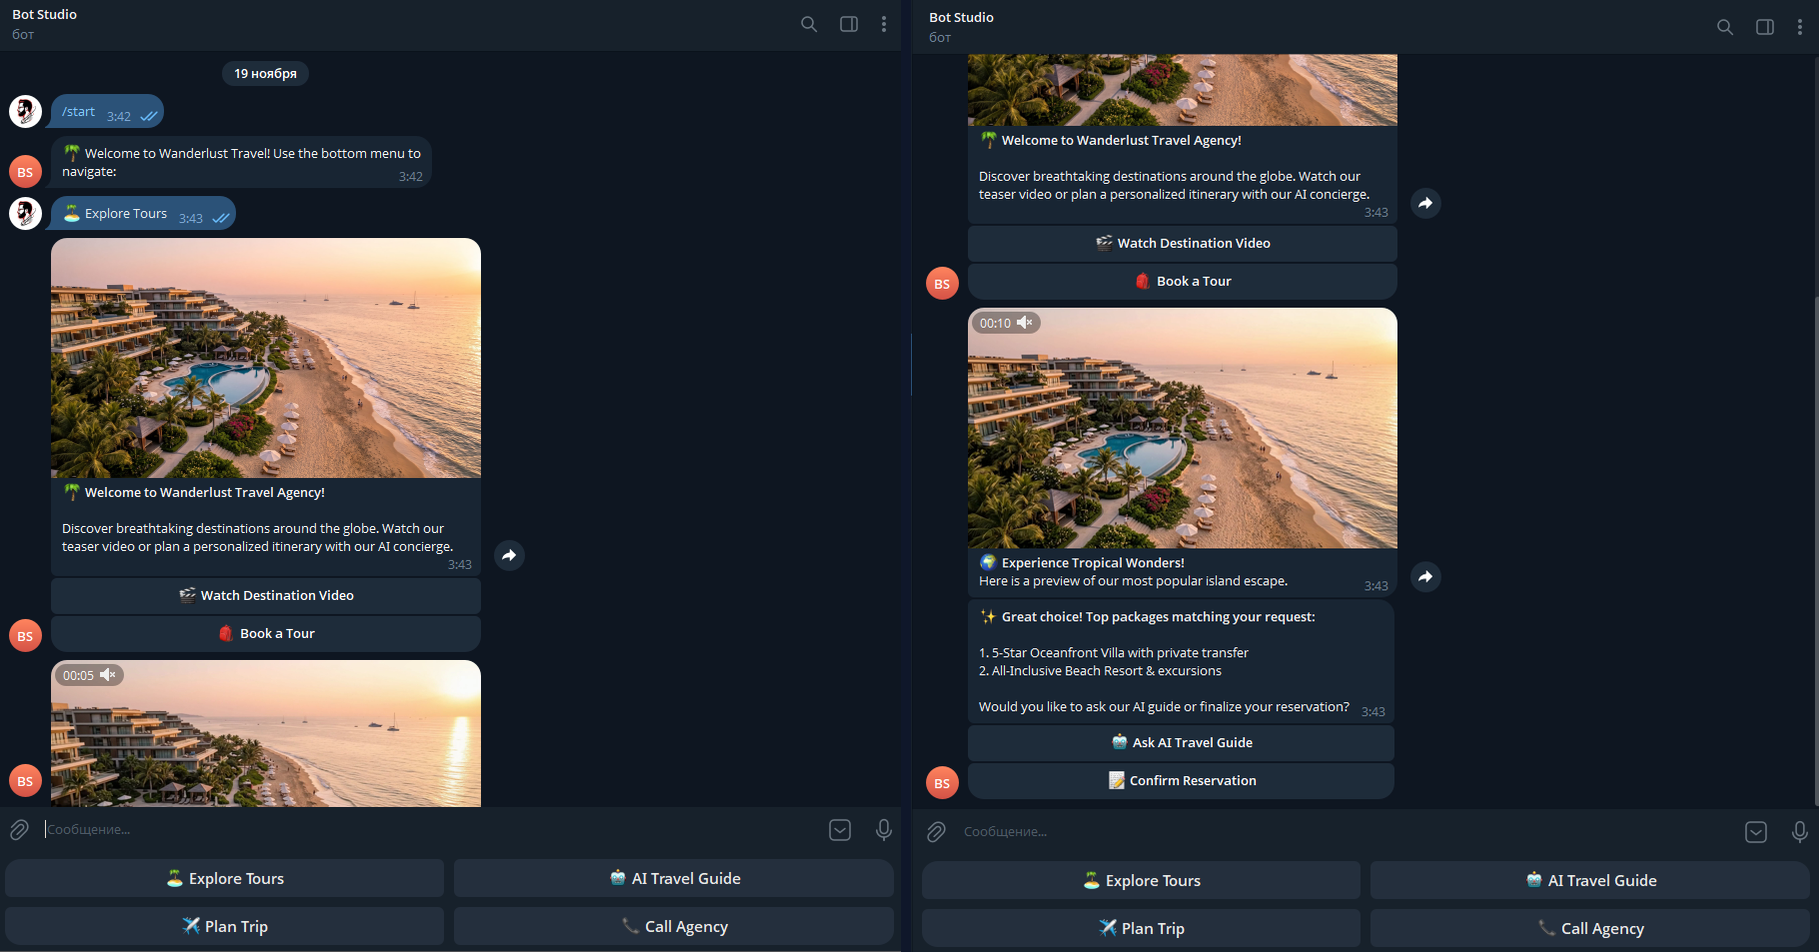 Bot Studio
бот
19 ноября
/start 3:42
🌴 Welcome to Wanderlust Travel! Use the bottom menu to
navigate: 3:42
BS
🏝️ Explore Tours 3:43
🌴 Welcome to Wanderlust Travel Agency!
Discover breathtaking destinations around the globe. Watch our
teaser video or plan a personalized itinerary with our AI concierge.
3:43
🎬 Watch Destination Video
🎒 Book a Tour
BS
00:05
BS
Сообщение...
🏝️ Explore Tours
🤖 AI Travel Guide
✈️ Plan Trip
📞 Call Agency
Bot Studio
бот
🌴 Welcome to Wanderlust Travel Agency!
Discover breathtaking destinations around the globe. Watch our
teaser video or plan a personalized itinerary with our AI concierge.
3:43
🎬 Watch Destination Video
🎒 Book a Tour
BS
00:10
🌍 Experience Tropical Wonders!
Here is a preview of our most popular island escape. 3:43
✨ Great choice! Top packages matching your request:
1. 5-Star Oceanfront Villa with private transfer
2. All-Inclusive Beach Resort & excursions
Would you like to ask our AI guide or finalize your reservation? 3:43
🤖 Ask AI Travel Guide
📝 Confirm Reservation
BS
Сообщение...
🏝️ Explore Tours
🤖 AI Travel Guide
✈️ Plan Trip
📞 Call Agency